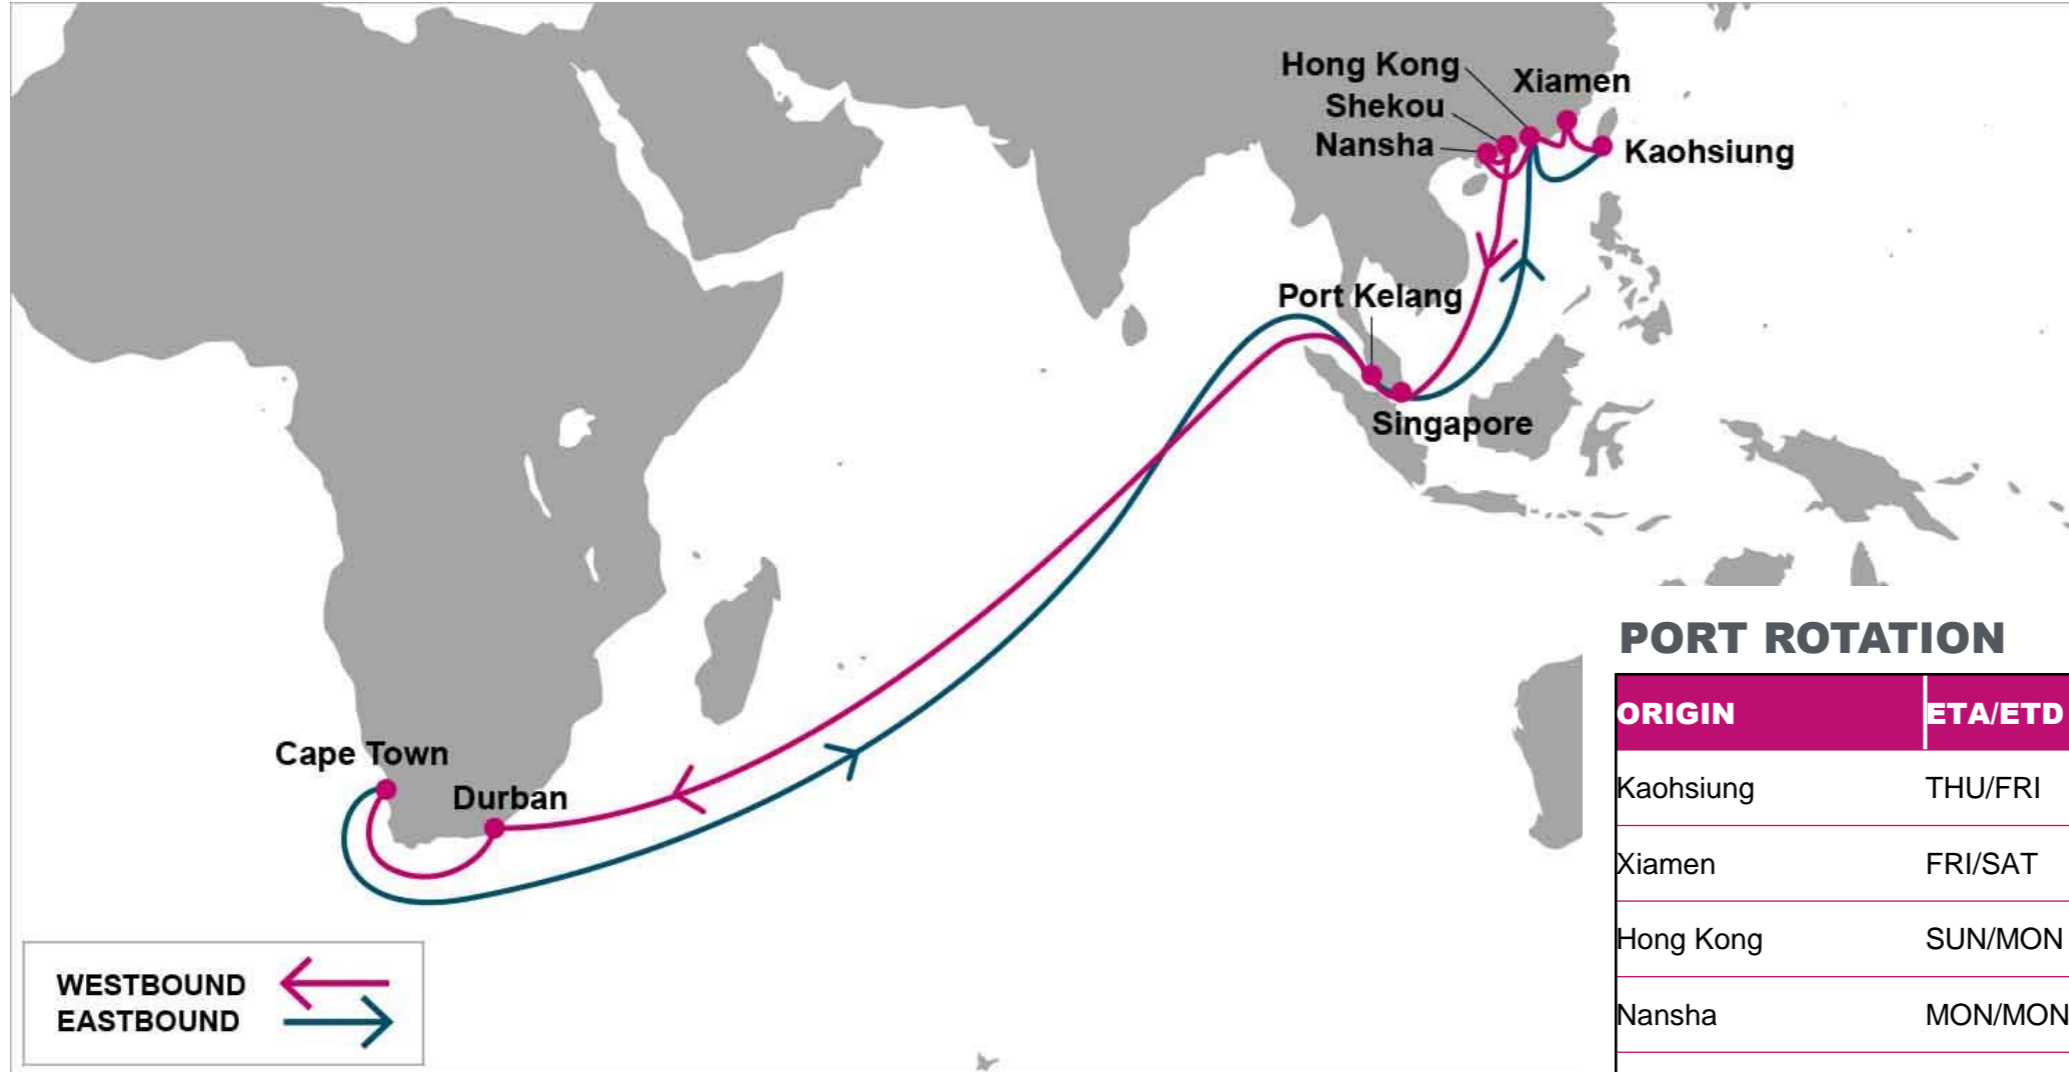 Hong Kong
Xiamen
Shekou
Nansha
Kaohsiung
Port Kelang
Singapore
Cape Town
Durban
WESTBOUND
EASTBOUND
PORT ROTATION
ORIGIN ETA/ETD
Kaohsiung THU/FRI
Xiamen FRI/SAT
Hong Kong SUN/MON
Nansha MON/MON